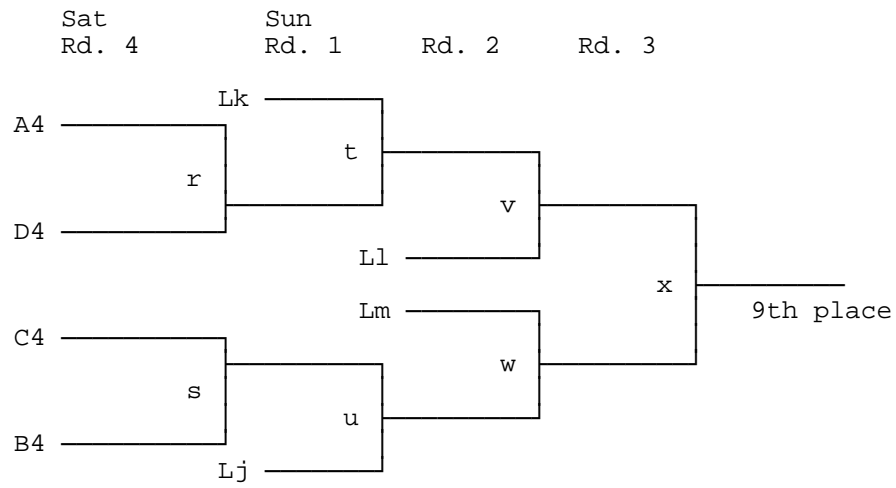 Sat Sun
Rd. 4 Rd. 1 Rd. 2 Rd. 3
Lk
A4
t
r
v
D4
Ll
x
Lm 9th place
C4
w
s
u
B4
Lj